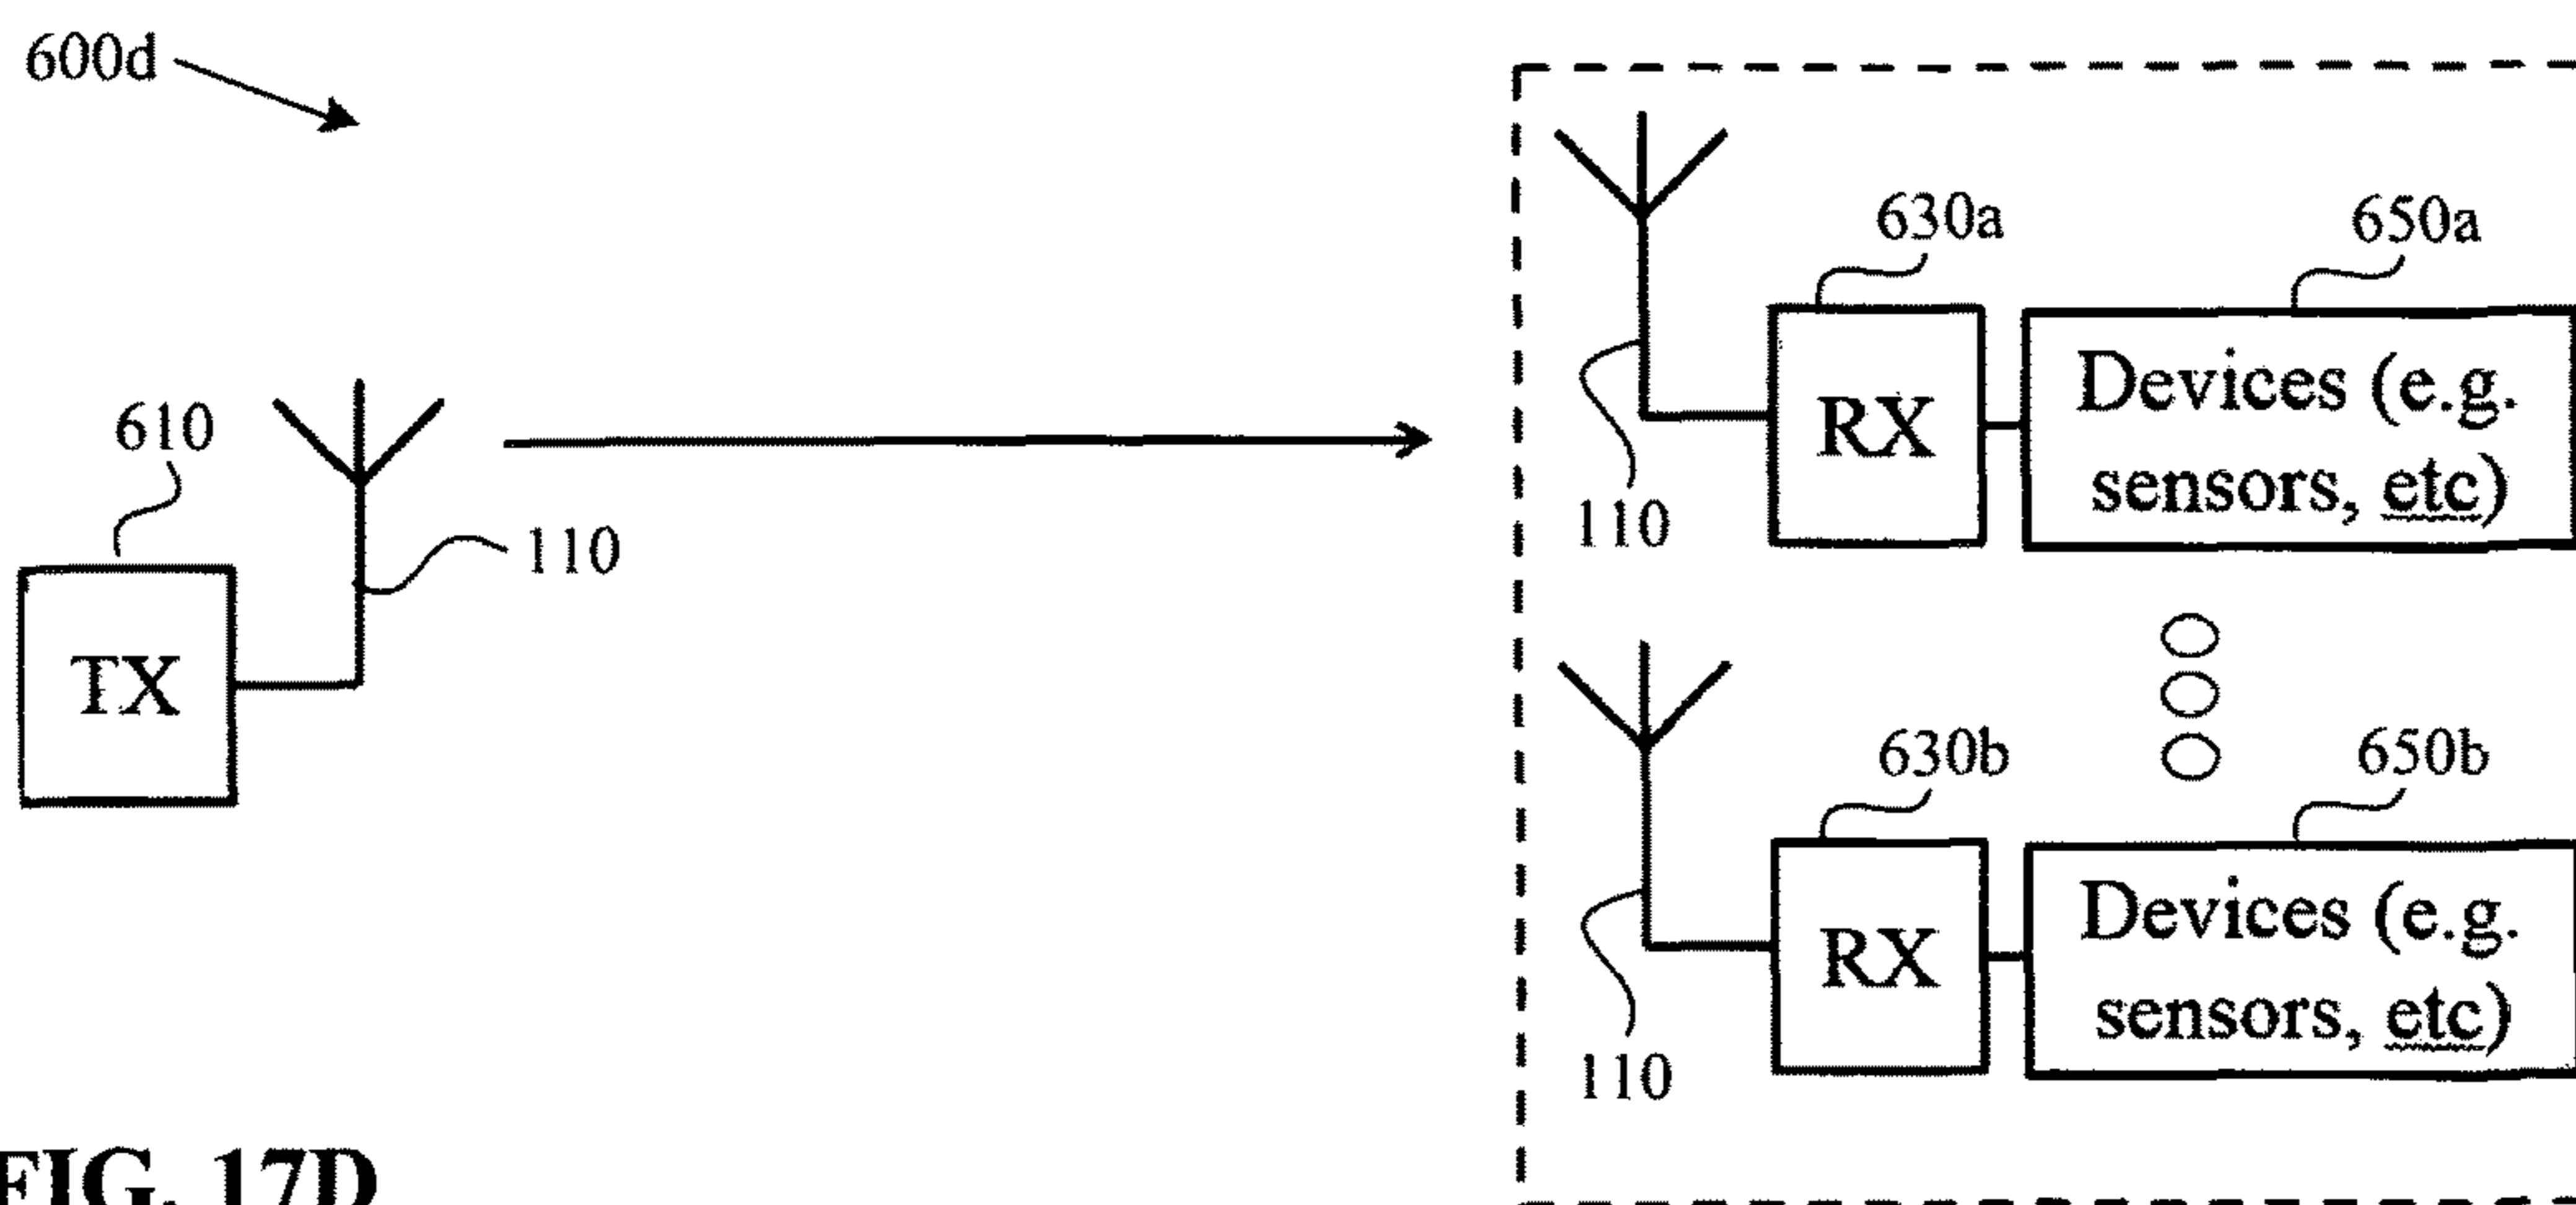 600d
630a
650a
610
Devices (e.g.
RX
sensors, etc)
110
110
TX
630b
650b
Devices (e.g.
RX
sensors, etc)
110
FIG. 17D